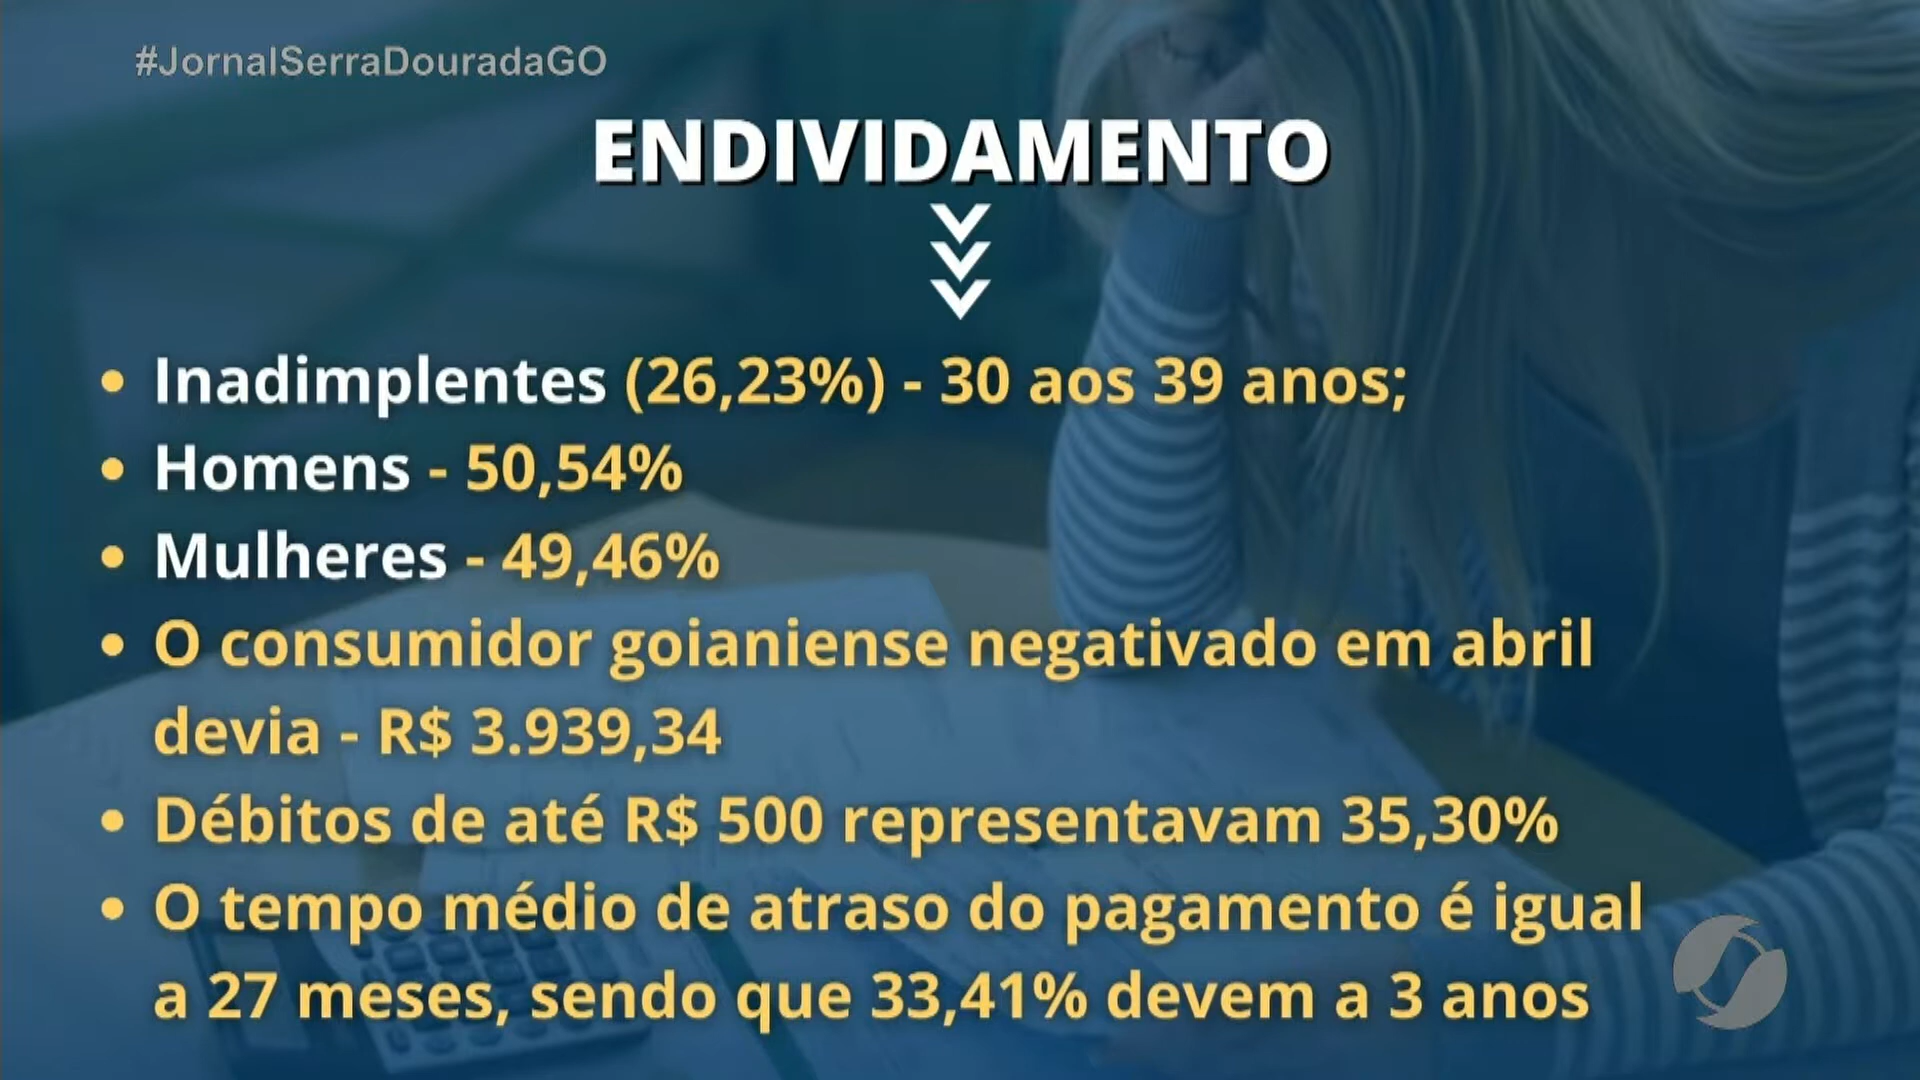 #JornalSerraDouradaGO
ENDIVIDAMENTO
• Inadimplentes (26,23%) - 30 aos 39 anos;
• Homens - 50,54%
• Mulheres - 49,46%
• O consumidor goianiense negativado em abril
devia - R$ 3.939,34
• Débitos de até R$ 500 representavam 35,30%
• O tempo médio de atraso do pagamento é igual
a 27 meses, sendo que 33,41% devem a 3 anos